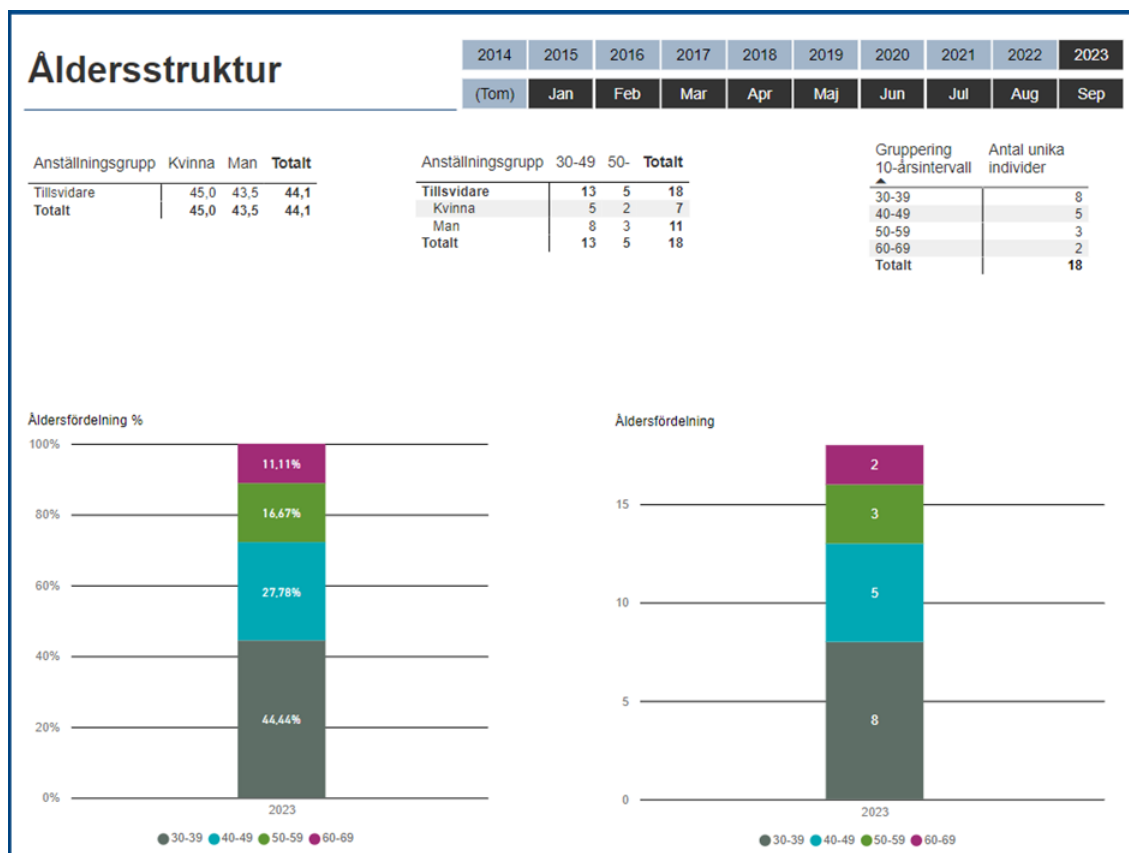 Åldersstruktur
2014 2015 2016 2017 2018 2019 2020 2021 2022 2023
(Tom) Jan Feb Mar Apr Maj Jun Jul Aug Sep
Anställningsgrupp Kvinna Man Totalt
Tillsvidare 45,0 43,5 44,1
Totalt 45,0 43,5 44,1
Anställningsgrupp 30-49 50- Totalt
Tillsvidare 13 5 18
Kvinna 5 2 7
Man 8 3 11
Totalt 13 5 18
Gruppering Antal unika
10-årsintervall individer
30-39 8
40-49 5
50-59 3
60-69 2
Totalt 18
Åldersfördelning %
100%
80%
60%
40%
20%
0%
11,11%
16,67%
27,78%
44,44%
2023
30-39 40-49 50-59 60-69
Åldersfördelning
15
10
5
0
2
3
5
8
2023
30-39 40-49 50-59 60-69